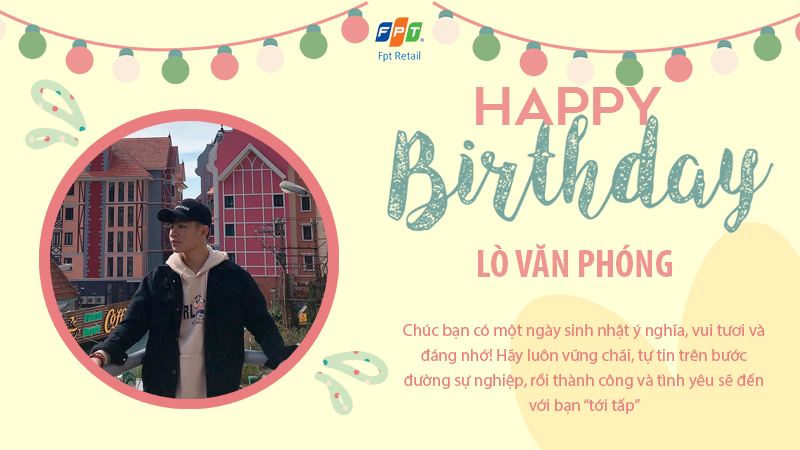 FPT
Fpt Retail
HAPPY
Birthday
LÒ VĂN PHÓNG
Chúc bạn có một ngày sinh nhật ý nghĩa, vui tươi và
đáng nhớ! Hãy luôn vững chãi, tự tin trên bước
đường sự nghiệp, rồi thành công và tình yêu sẽ đến
với bạn “tới tấp”
Coffee